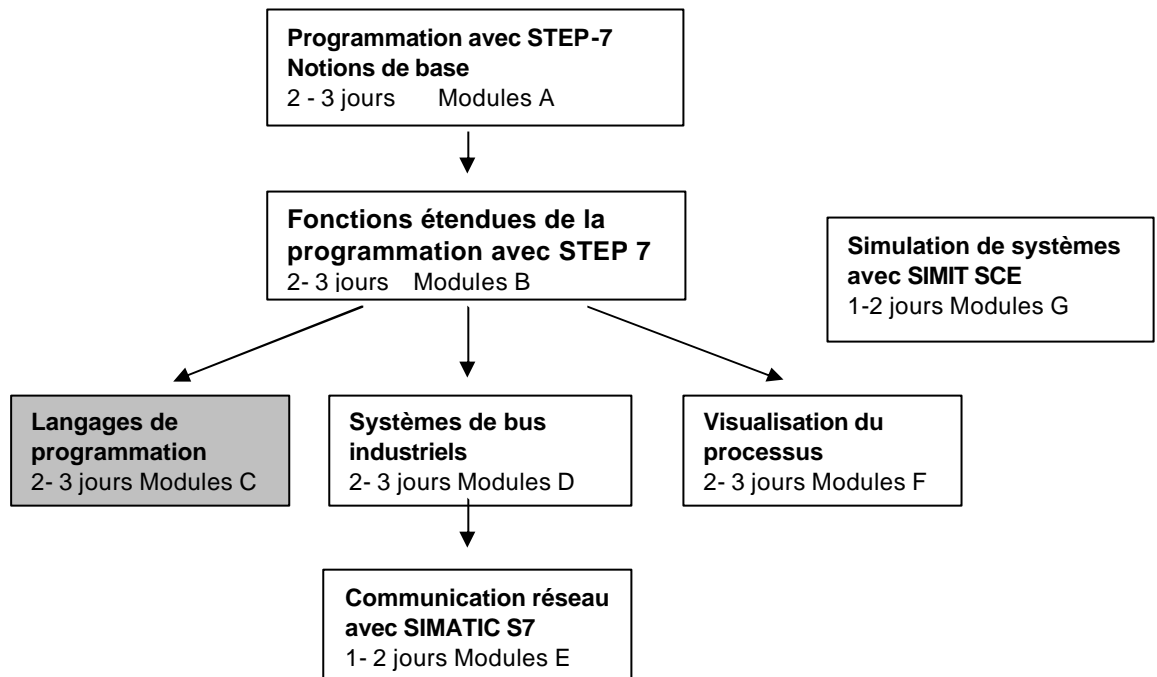 Programmation avec STEP-7
Notions de base
2 - 3 jours Modules A
Fonctions étendues de la
programmation avec STEP 7
2- 3 jours Modules B
Simulation de systèmes
avec SIMIT SCE
1-2 jours Modules G
Langages de
programmation
2- 3 jours Modules C
Systèmes de bus
industriels
2- 3 jours Modules D
Visualisation du
processus
2- 3 jours Modules F
Communication réseau
avec SIMATIC S7
1- 2 jours Modules E